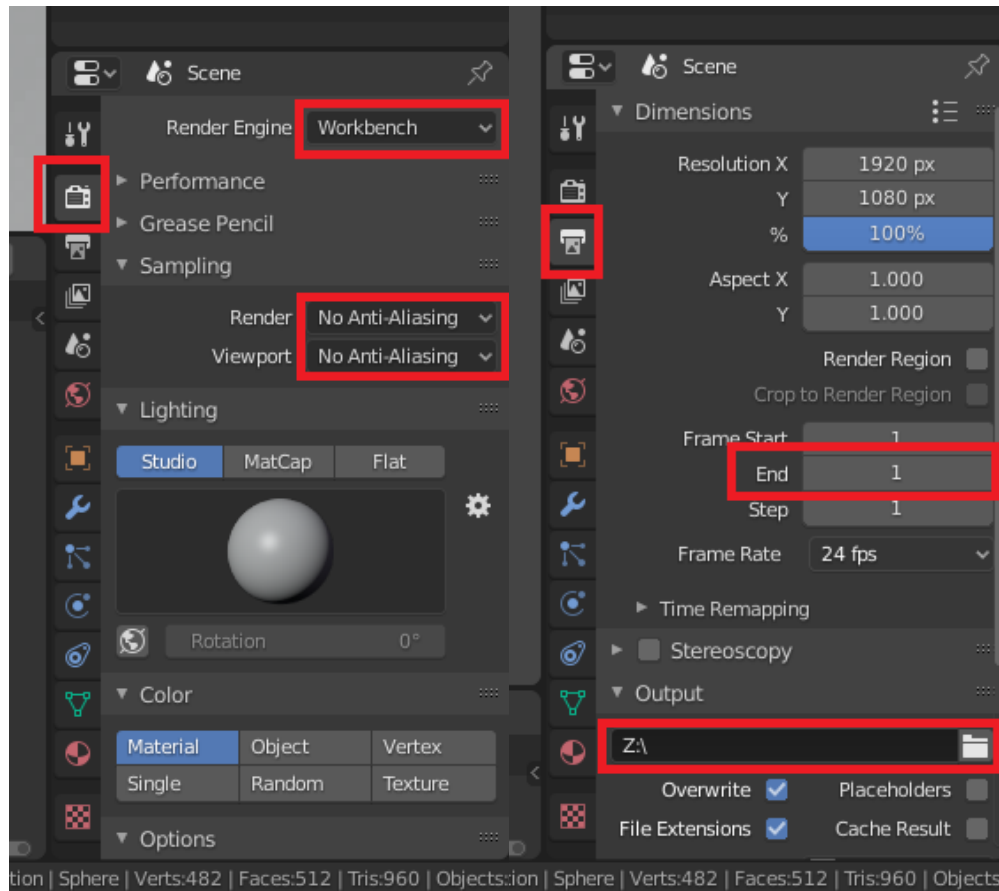 Scene
Render Engine Workbench
Performance
Grease Pencil
Sampling
Render No Anti-Aliasing
Viewport No Anti-Aliasing
Lighting
Studio MatCap Flat
Rotation 0°
Color
Material Object Vertex
Single Random Texture
Options
tion | Sphere | Verts:482 | Faces:512 | Tris:960 | Objects:
Scene
Dimensions
Resolution X 1920 px
Y 1080 px
% 100%
Aspect X 1.000
Y 1.000
Render Region
Crop to Render Region
Frame Start 1
End 1
Step 1
Frame Rate 24 fps
Time Remapping
Stereoscopy
Output
Z:\
Overwrite Placeholders
File Extensions Cache Result
ion | Sphere | Verts:482 | Faces:512 | Tris:960 | Objects